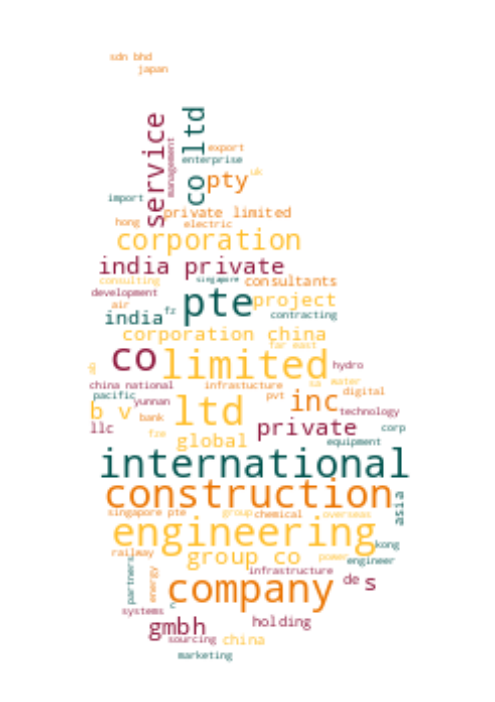 sdn bhd
japan
service
management
co ltd
export
enterprise
uk
pty
import
private limited
hong
electric
corporation
india private
consulting
singapore
consultants
development
pte
project
air
india
fz
contracting
corporation china
far east
co
limited
hydro
china national
infrastucture
sa
water
pacific
yunnan
pvt
inc
digital
b v
bank
ltd
technology
llc
fze
global
private
corp
equipment
international
construction
asia
singapore pte
group
chemical
overseas
engineering
kong
railway
group co
power
engineer
partners
energy
infrastructure
company
de
s
c
systems
gmbh
holding
sourcing
china
marketing